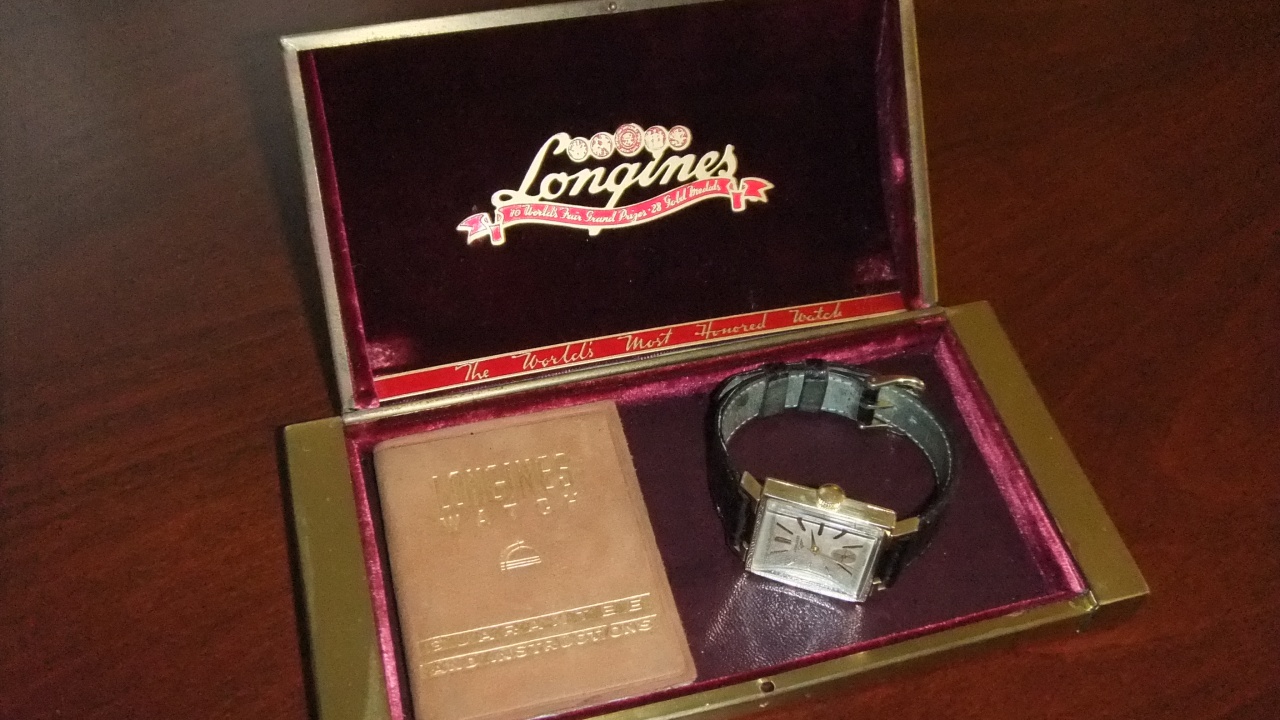 Longines
10 World's Fair Grand Prizes · 28 Gold Medals
The World's Most Honored Watch
LONGINES
WATCH
GUARANTEE
AND INSTRUCTIONS